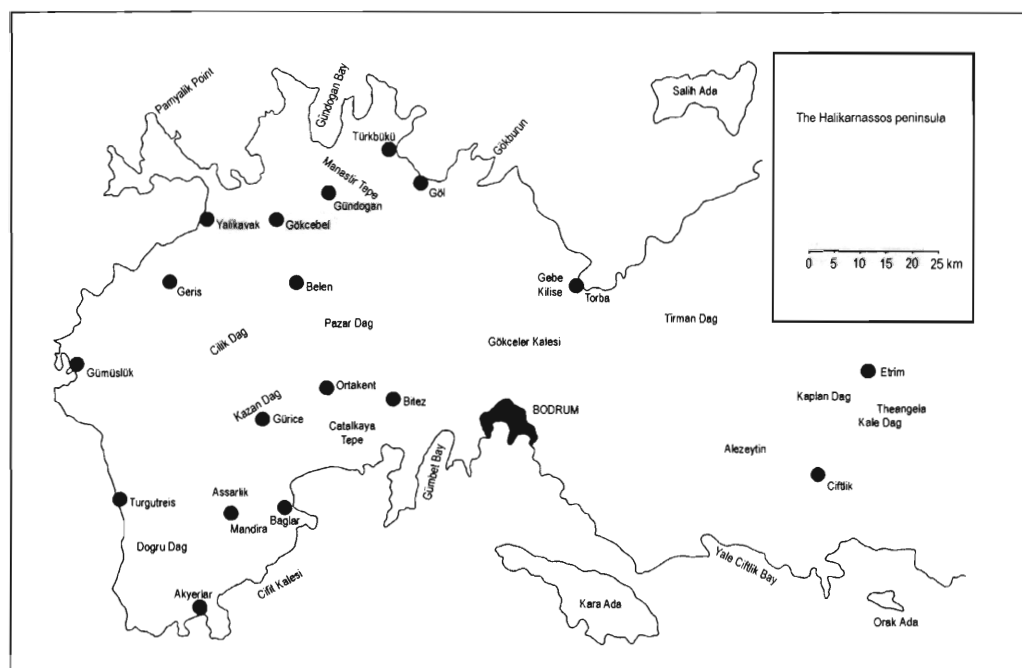 Pamyalik Point
Gündogan Bay
Salih Ada
The Halikarnassos peninsula
0 5 10 15 20 25 km
Türkbükü
Gökburun
Manastir Tepe
Göl
Gündogan
Yalikavak
Gökcebel
Geris
Belen
Gebe
Kilise
Torba
Pazar Dag
Tirman Dag
Cilik Dag
Gökceler Kalesi
Gümüslük
Etrim
Ortakent
Kaplan Dag
Bitez
Kazan Dag
Theangela
Kale Dag
BODRUM
Gürice
Catalkaya
Tepe
Alezeytin
Gümbet Bay
Ciftlik
Assarlik
Turgutreis
Baglar
Mandira
Dogru Dag
Yale Ciftlik Bay
Cifit Kalesi
Akyerlar
Kara Ada
Orak Ada